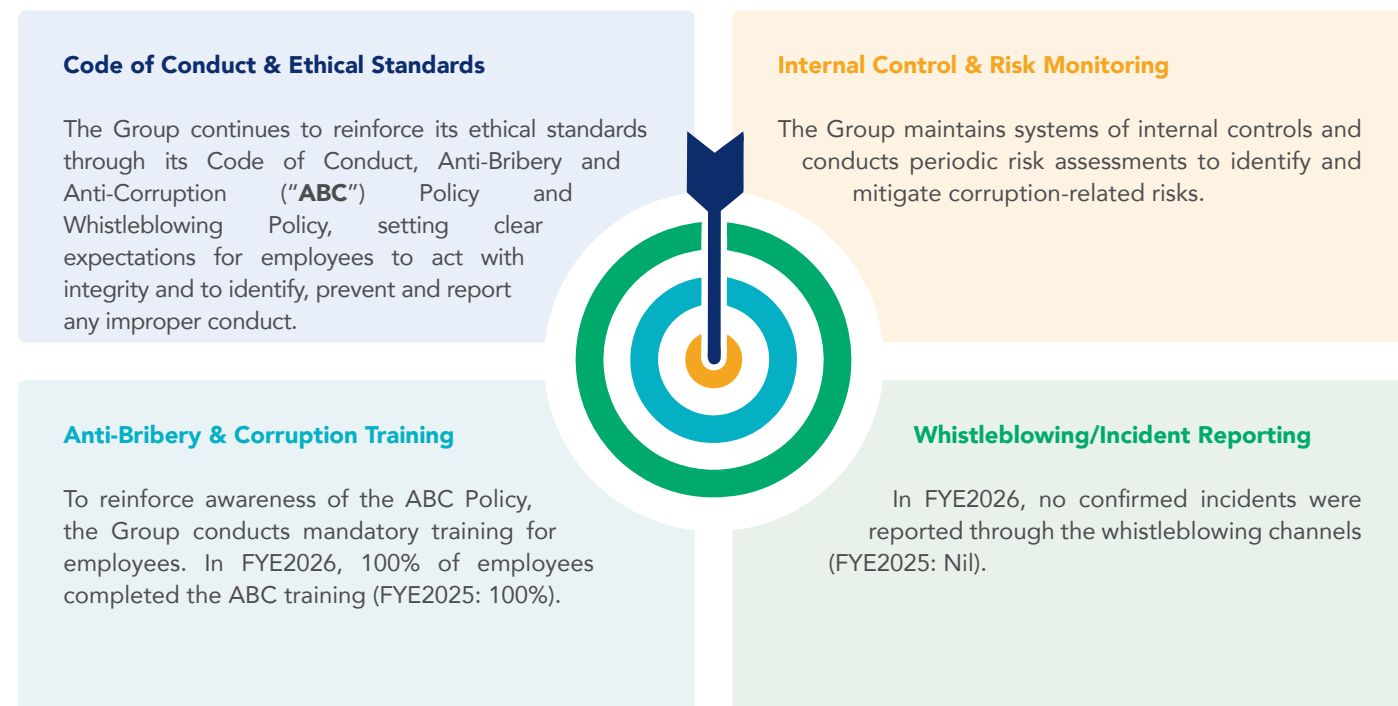 Code of Conduct & Ethical Standards
The Group continues to reinforce its ethical standards
through its Code of Conduct, Anti-Bribery and
Anti-Corruption (“ABC”) Policy and
Whistleblowing Policy, setting clear
expectations for employees to act with
integrity and to identify, prevent and report
any improper conduct.
Internal Control & Risk Monitoring
The Group maintains systems of internal controls and
conducts periodic risk assessments to identify and
mitigate corruption-related risks.
Anti-Bribery & Corruption Training
To reinforce awareness of the ABC Policy,
the Group conducts mandatory training for
employees. In FYE2026, 100% of employees
completed the ABC training (FYE2025: 100%).
Whistleblowing/Incident Reporting
In FYE2026, no confirmed incidents were
reported through the whistleblowing channels
(FYE2025: Nil).